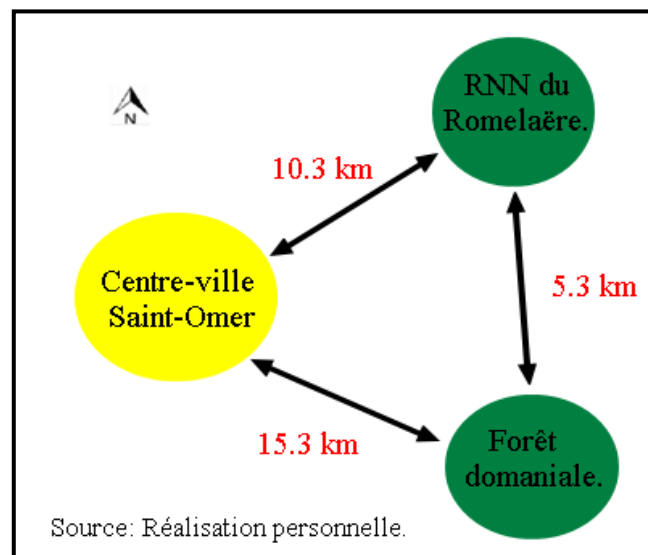 RNN du
Romelaëre.
N
10.3 km
Centre-ville
Saint-Omer
5.3 km
15.3 km
Forêt
domaniale.
Source: Réalisation personnelle.